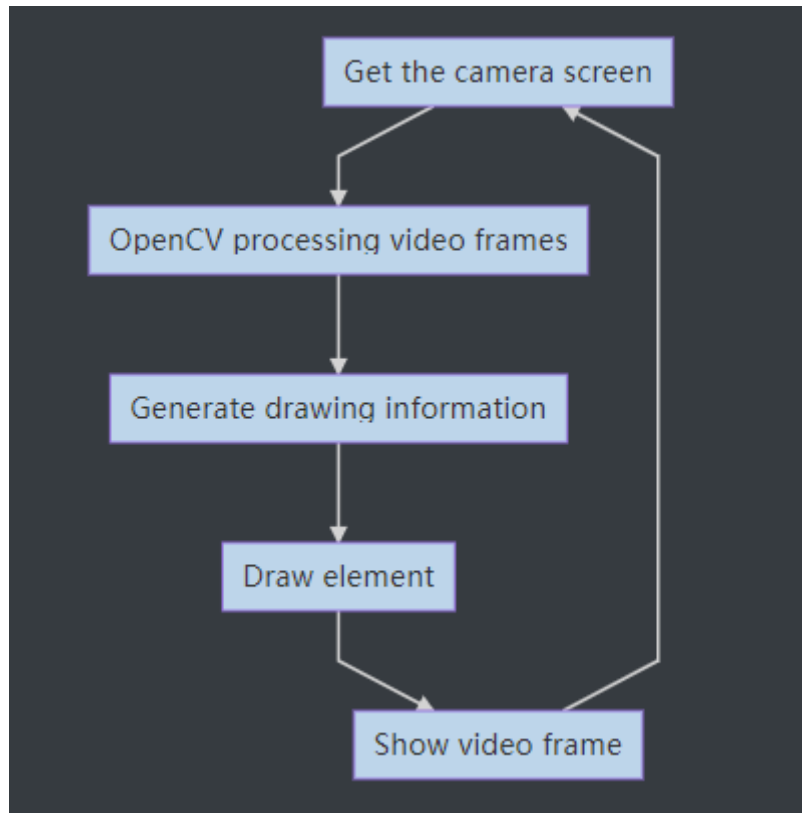 Get the camera screen
OpenCV processing video frames
Generate drawing information
Draw element
Show video frame